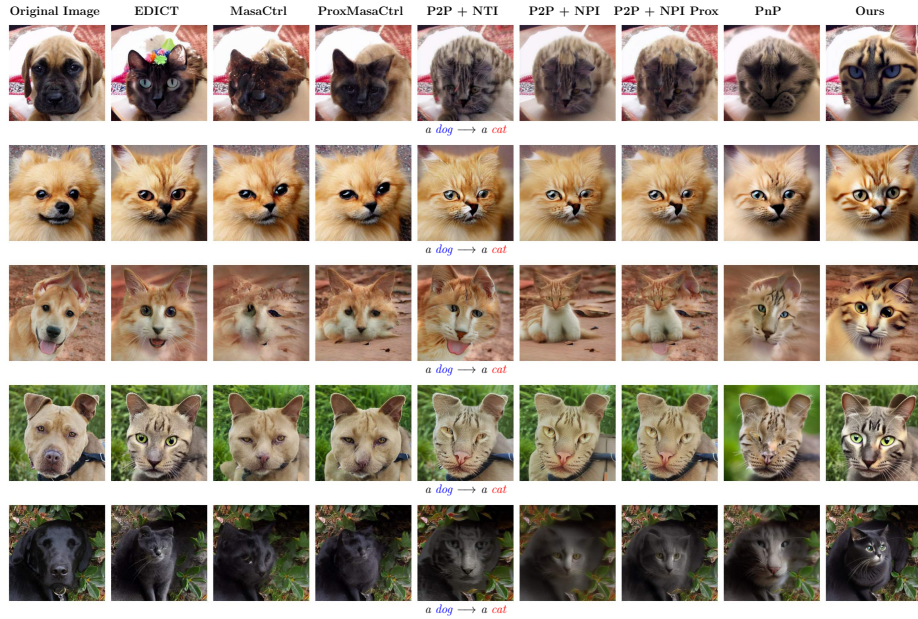 Original Image EDICT MasaCtrl ProxMasaCtrl P2P + NTI P2P + NPI P2P + NPI Prox PnP Ours
a dog ⟶ a cat
a dog ⟶ a cat
a dog ⟶ a cat
a dog ⟶ a cat
a dog ⟶ a cat